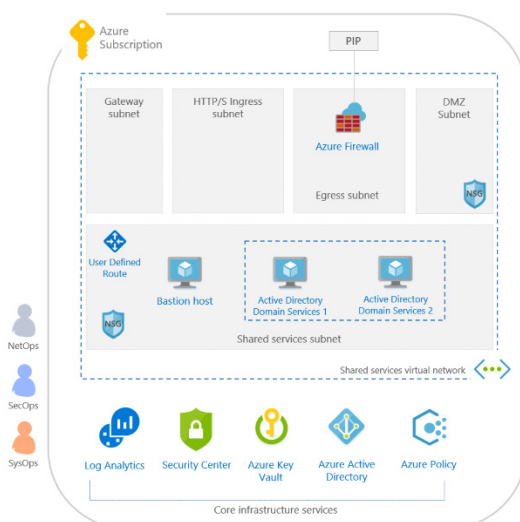 Azure
Subscription
PIP
Gateway
subnet
HTTP/S Ingress
subnet
DMZ
Subnet
Azure Firewall
Egress subnet
NSG
User Defined
Route
Bastion host
Active Directory
Domain Services 1
Active Directory
Domain Services 2
NSG
Shared services subnet
NetOps
Shared services virtual network
SecOps
SysOps
Log Analytics
Security Center
Azure Key
Vault
Azure Active
Directory
Azure Policy
Core infrastructure services